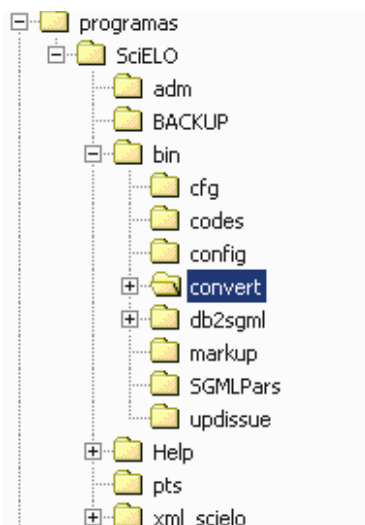 programas
SciELO
adm
BACKUP
bin
cfg
codes
config
convert
db2sgml
markup
SGMLPars
updissue
Help
pts
xml_scielo